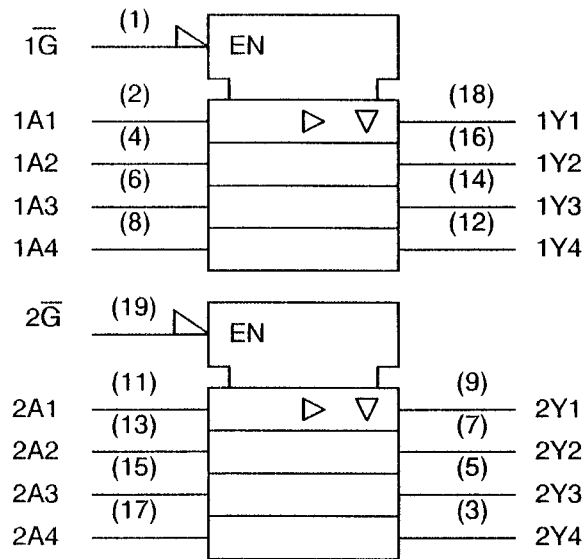 (1)
1G̅ EN
(2) (18)
1A1 1Y1
(4) (16)
1A2 1Y2
(6) (14)
1A3 1Y3
(8) (12)
1A4 1Y4
(19)
2G̅ EN
(11) (9)
2A1 2Y1
(13) (7)
2A2 2Y2
(15) (5)
2A3 2Y3
(17) (3)
2A4 2Y4